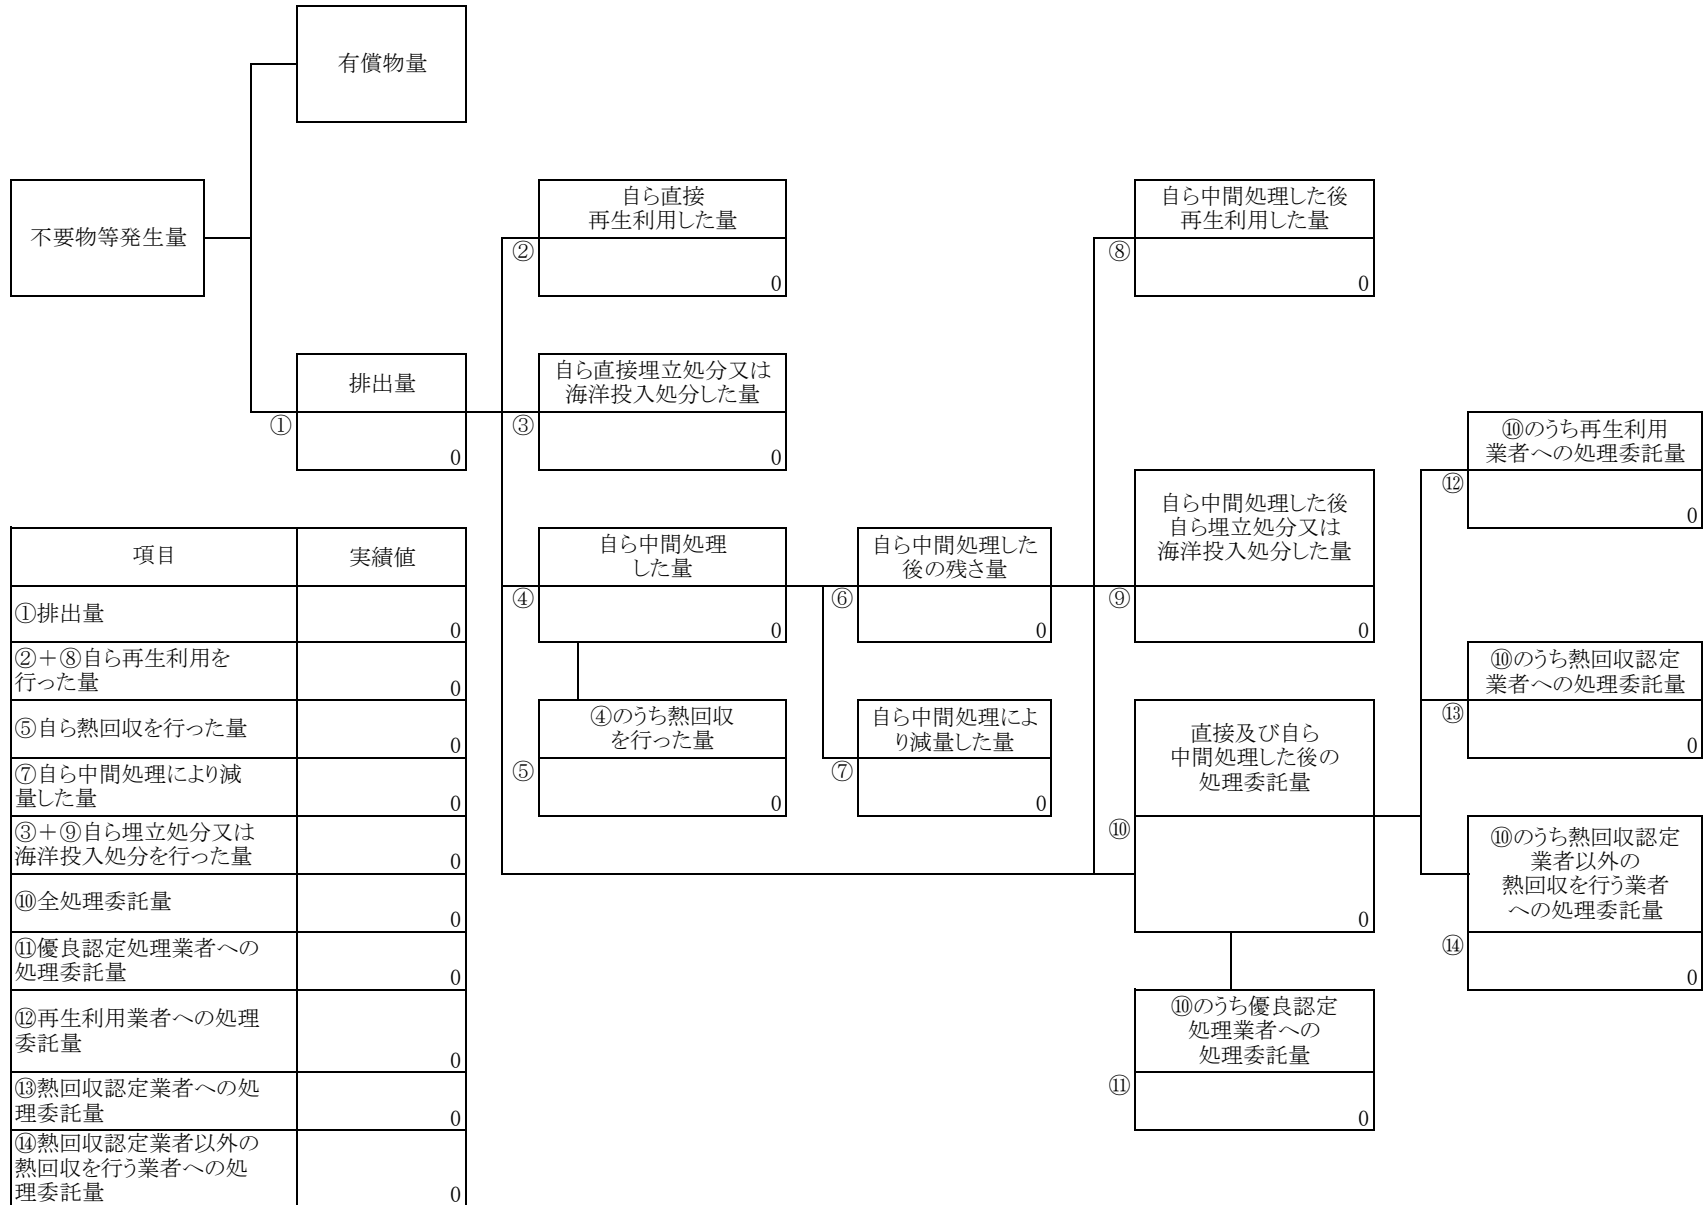 有償物量
不要物等発生量
自ら直接
再生利用した量
②
0
自ら中間処理した後
再生利用した量
⑧
0
排出量
①
0
自ら直接埋立処分又は
海洋投入処分した量
③
0
⑩のうち再生利用
業者への処理委託量
⑫
0
自ら中間処理
した量
④
0
自ら中間処理した
後の残さ量
⑥
0
自ら中間処理した後
自ら埋立処分又は
海洋投入処分した量
⑨
0
⑩のうち熱回収認定
業者への処理委託量
⑬
0
④のうち熱回収
を行った量
⑤
0
自ら中間処理によ
り減量した量
⑦
0
直接及び自ら
中間処理した後の
処理委託量
⑩
0
⑩のうち熱回収認定
業者以外の
熱回収を行う業者
への処理委託量
⑭
0
⑩のうち優良認定
処理業者への
処理委託量
⑪
0
項目 実績値
①排出量
0
②＋⑧自ら再生利用を
行った量 0
⑤自ら熱回収を行った量
0
⑦自ら中間処理により減
量した量 0
③＋⑨自ら埋立処分又は
海洋投入処分を行った量 0
⑩全処理委託量
0
⑪優良認定処理業者への
処理委託量 0
⑫再生利用業者への処理
委託量
0
⑬熱回収認定業者への処
理委託量 0
⑭熱回収認定業者以外の
熱回収を行う業者への処
理委託量 0